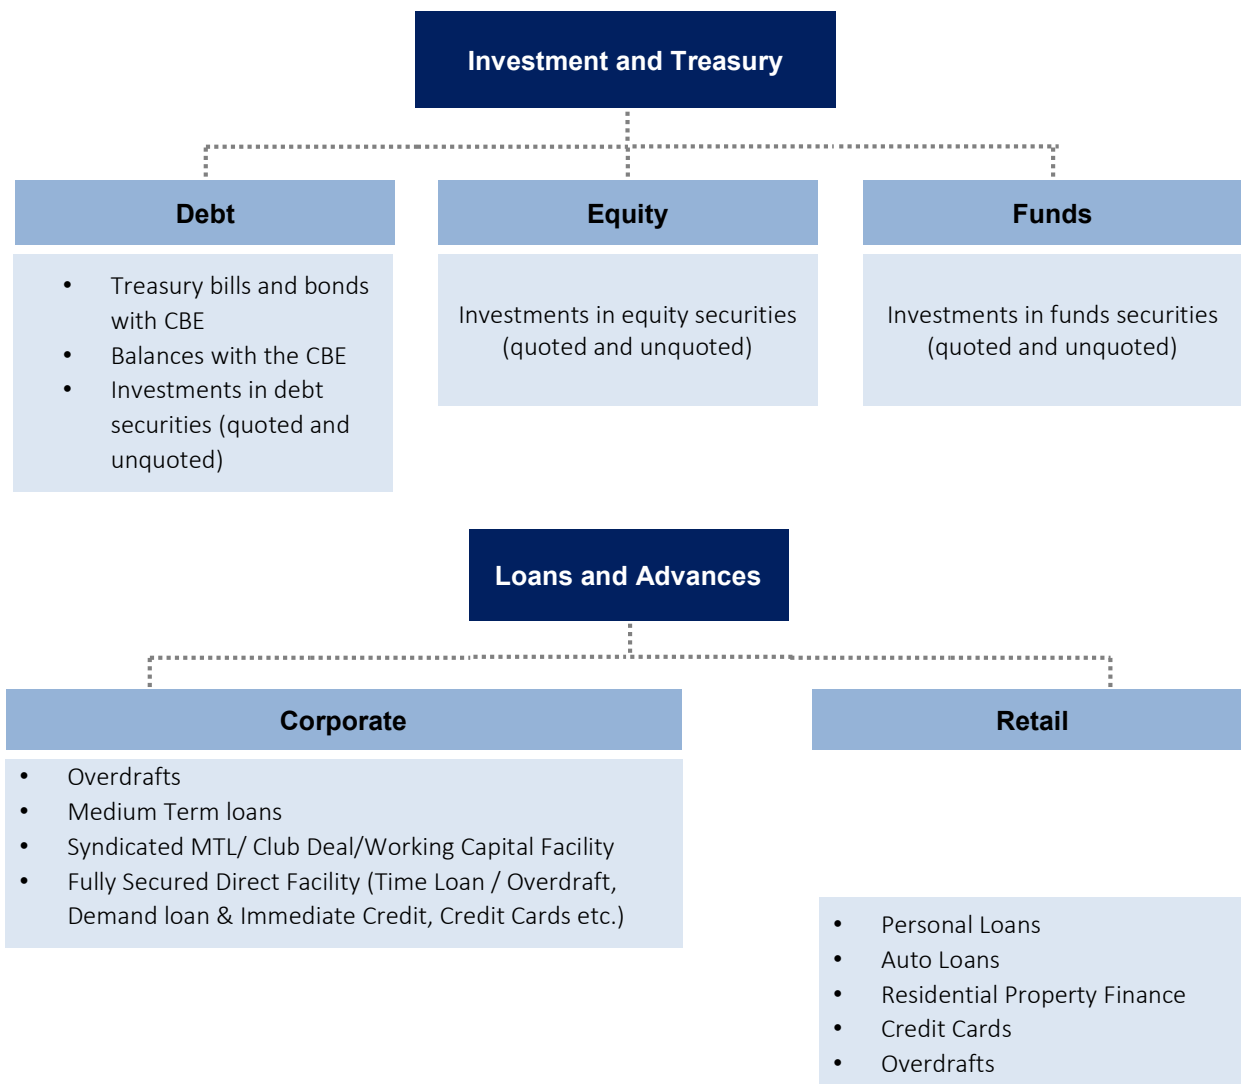 Investment and Treasury
Debt
• Treasury bills and bonds
with CBE
• Balances with the CBE
• Investments in debt
securities (quoted and
unquoted)
Equity
Investments in equity securities
(quoted and unquoted)
Funds
Investments in funds securities
(quoted and unquoted)
Loans and Advances
Corporate
• Overdrafts
• Medium Term loans
• Syndicated MTL/ Club Deal/Working Capital Facility
• Fully Secured Direct Facility (Time Loan / Overdraft,
Demand loan & Immediate Credit, Credit Cards etc.)
Retail
• Personal Loans
• Auto Loans
• Residential Property Finance
• Credit Cards
• Overdrafts